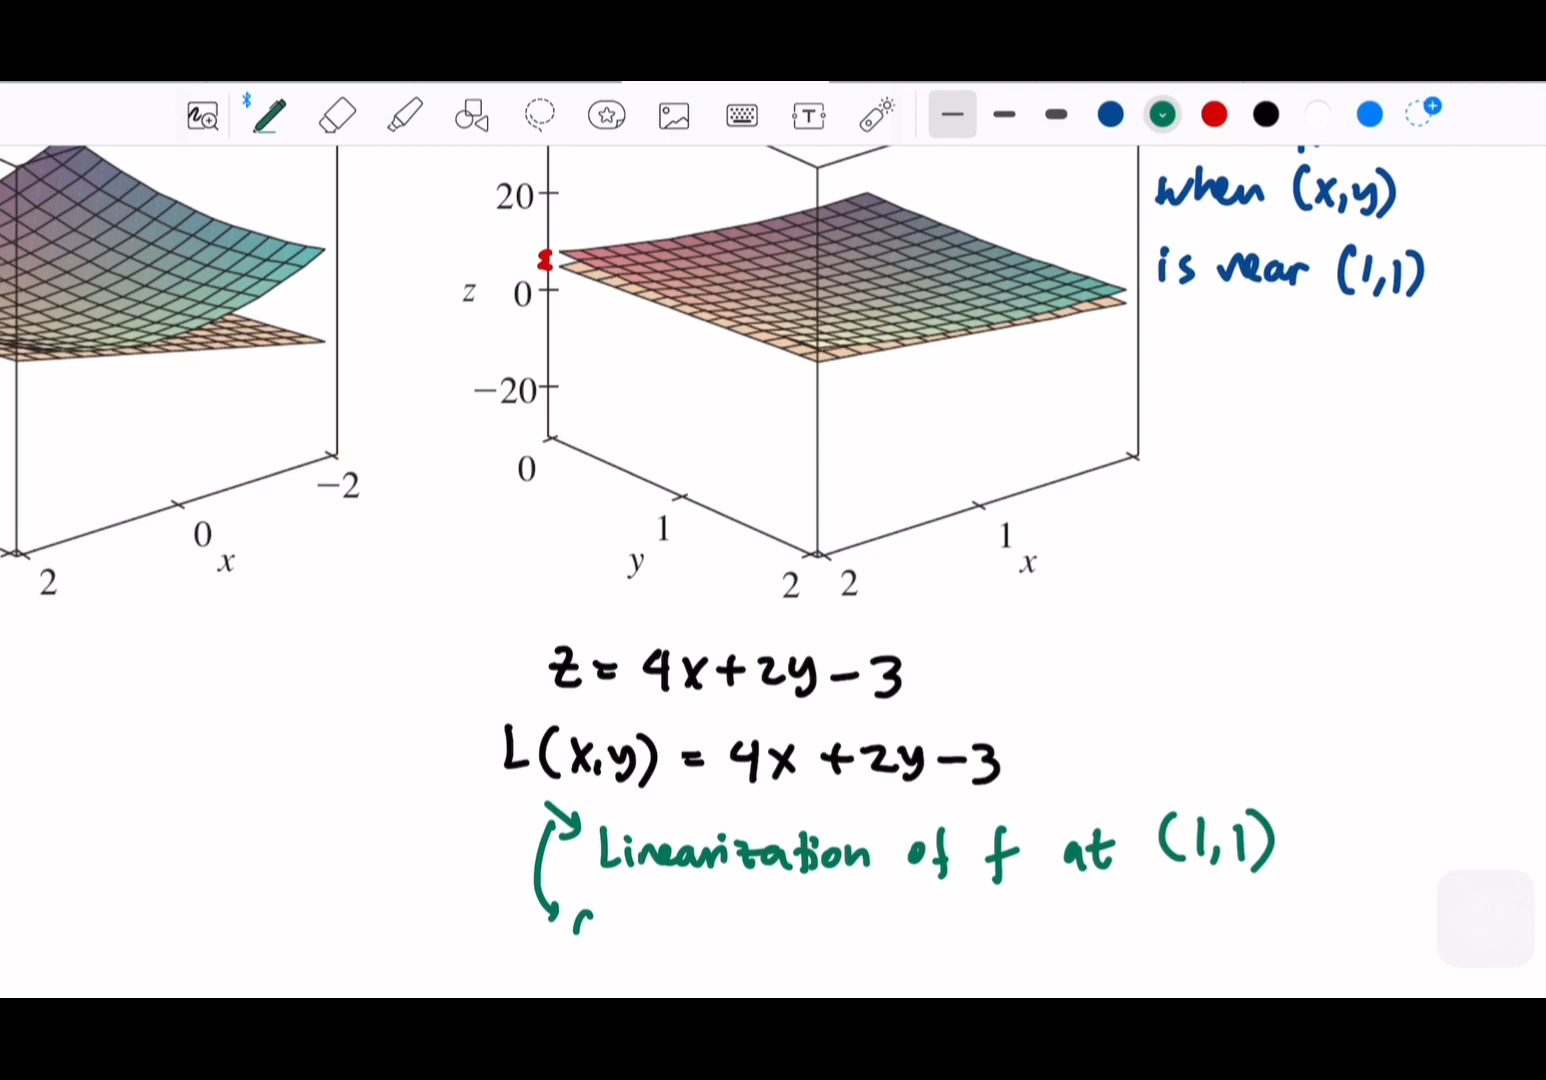 when (x,y)
is near (1,1)
20
z 0
−20
0
1
y
2
2
1
x
−2
0
x
2
z = 4x+2y−3
L(x,y) = 4x+2y−3
Linearization of f at (1,1)